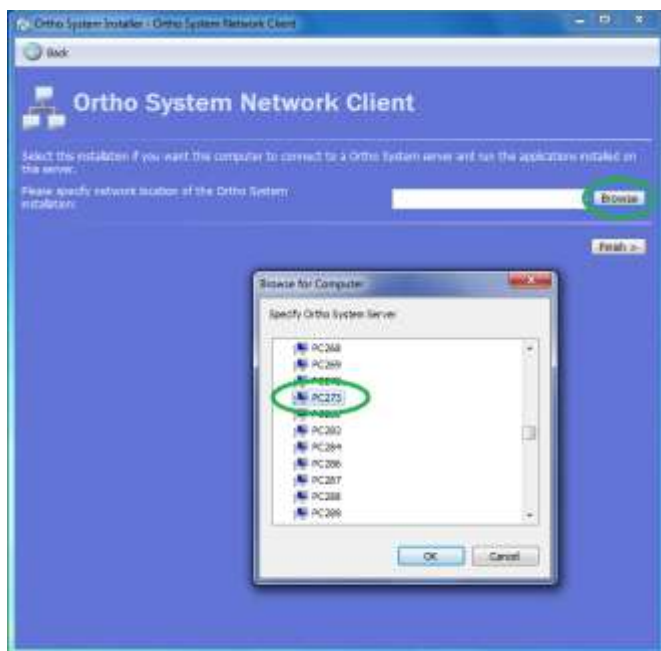 Ortho System Installer - Ortho System Network Client
Back
Ortho System Network Client
Select this installation if you want this computer to connect to a Ortho System server and run the applications installed on
this server.
Please specify network location of the Ortho System
installation:
Browse
Finish >
Browse for Computer
Specify Ortho System Server
PC268
PC269
PC273
PC282
PC284
PC286
PC287
PC288
PC289
OK
Cancel